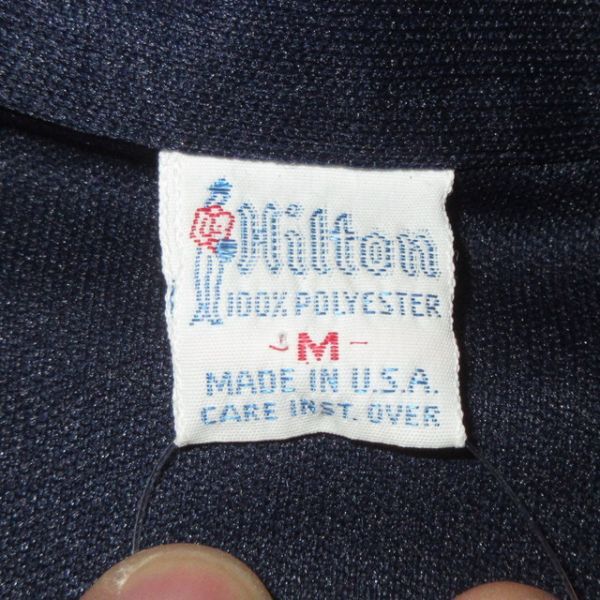 Hilton
100% POLYESTER
- M -
MADE IN U.S.A.
CARE INST. OVER